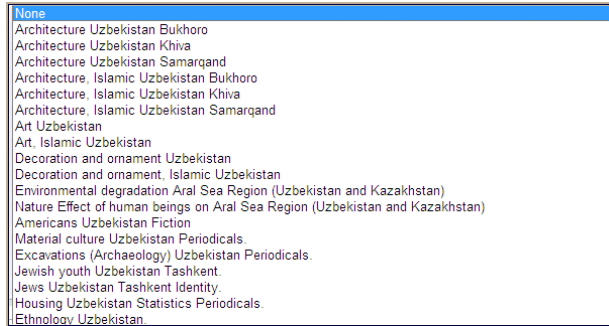 None
Architecture Uzbekistan Bukhoro
Architecture Uzbekistan Khiva
Architecture Uzbekistan Samarqand
Architecture, Islamic Uzbekistan Bukhoro
Architecture, Islamic Uzbekistan Khiva
Architecture, Islamic Uzbekistan Samarqand
Art Uzbekistan
Art, Islamic Uzbekistan
Decoration and ornament Uzbekistan
Decoration and ornament, Islamic Uzbekistan
Environmental degradation Aral Sea Region (Uzbekistan and Kazakhstan)
Nature Effect of human beings on Aral Sea Region (Uzbekistan and Kazakhstan)
Americans Uzbekistan Fiction
Material culture Uzbekistan Periodicals.
Excavations (Archaeology) Uzbekistan Periodicals.
Jewish youth Uzbekistan Tashkent.
Jews Uzbekistan Tashkent Identity.
Housing Uzbekistan Statistics Periodicals.
Ethnology Uzbekistan.